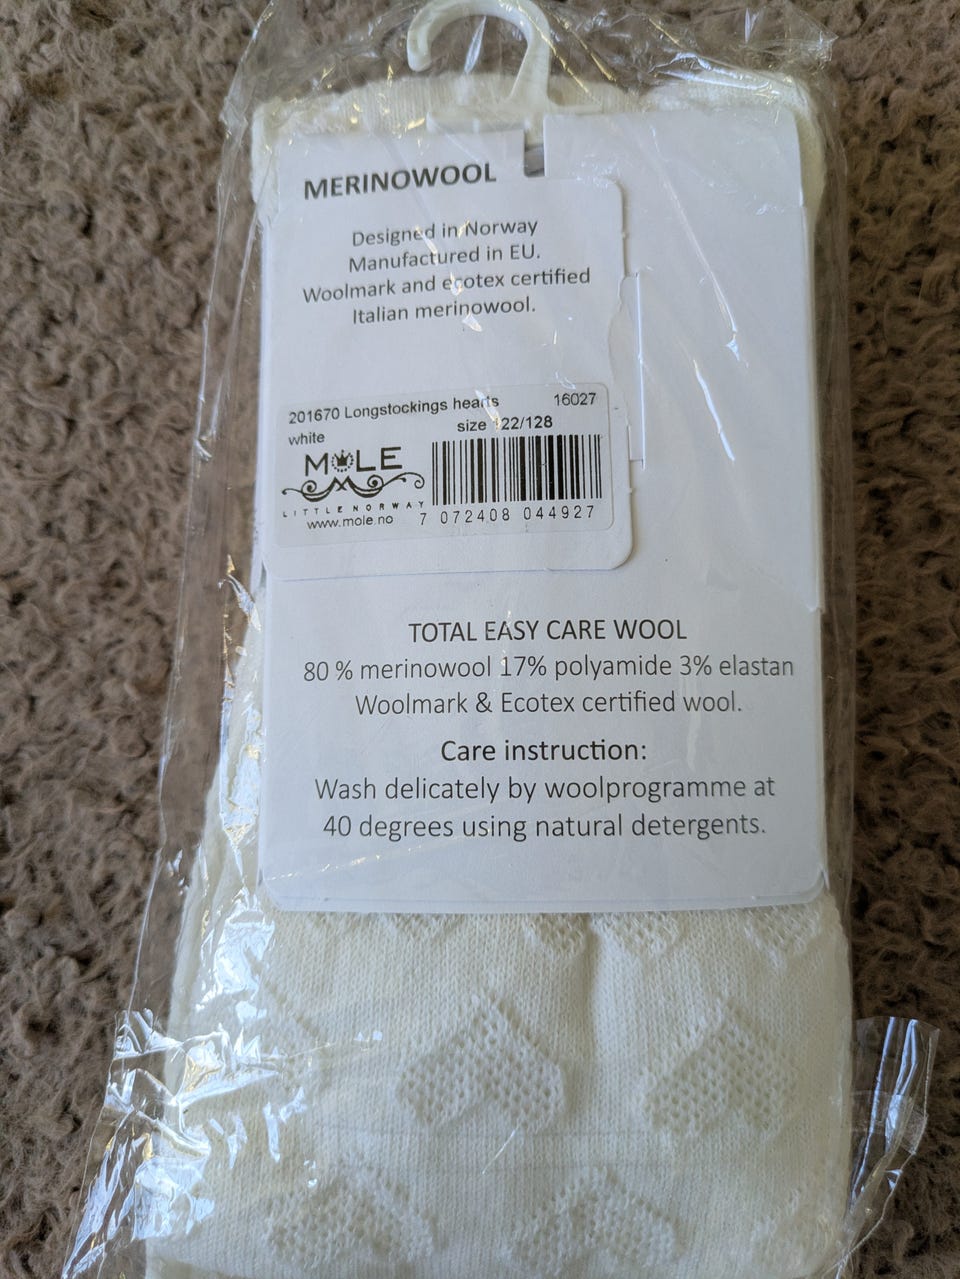 MERINOWOOL
Designed in Norway
Manufactured in EU.
Woolmark and ecotex certified
Italian merinowool.
201670 Longstockings hearts 16027
white size 122/128
MOLE
LITTLE NORWAY
www.mole.no 7 072408 044927
TOTAL EASY CARE WOOL
80 % merinowool 17% polyamide 3% elastan
Woolmark & Ecotex certified wool.
Care instruction:
Wash delicately by woolprogramme at
40 degrees using natural detergents.